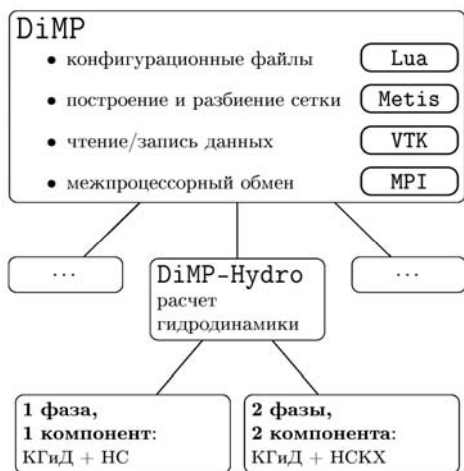 DiMP
• конфигурационные файлы Lua
• построение и разбиение сетки Metis
• чтение/запись данных VTK
• межпроцессорный обмен MPI
...
DiMP-Hydro
расчет
гидродинамики
...
1 фаза,
1 компонент:
КГиД + НС
2 фазы,
2 компонента:
КГиД + НСКХ